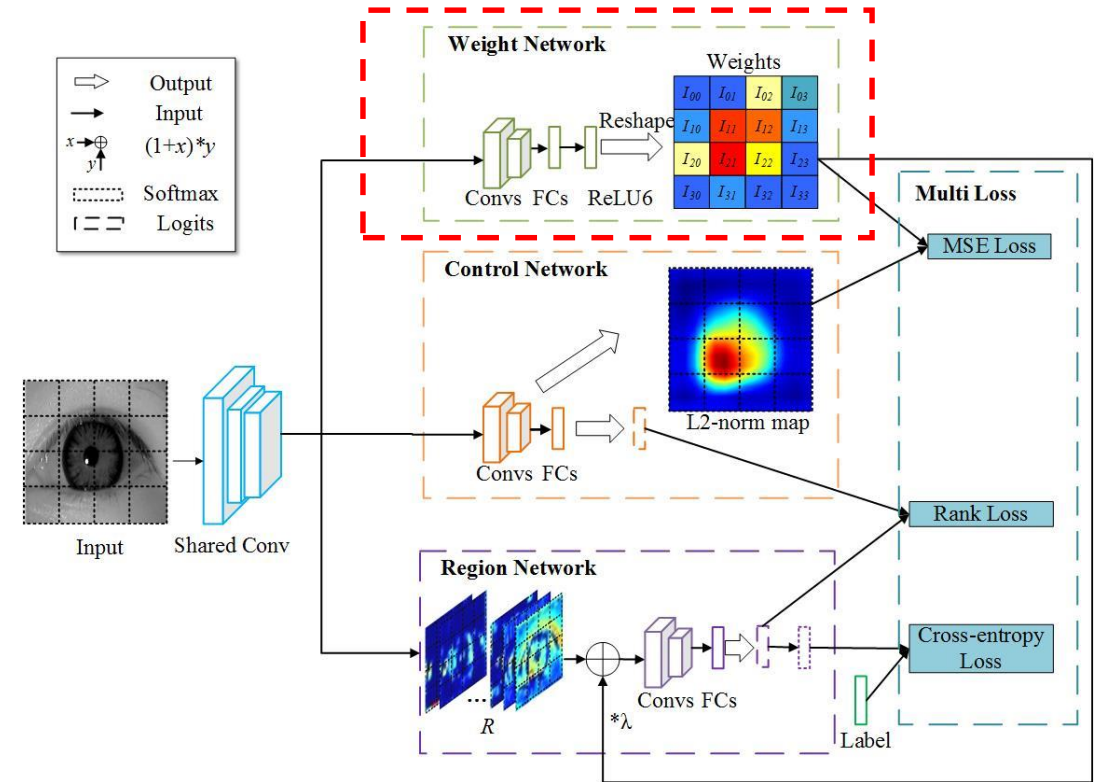 Output
Input
x
y
(1+x)*y
Softmax
Logits
Input
Shared Conv
Weight Network
Weights
Reshape
I00 I01 I02 I03
I10 I11 I12 I13
I20 I21 I22 I23
I30 I31 I32 I33
Convs FCs ReLU6
Control Network
L2-norm map
Convs FCs
Region Network
...
R
*λ
Convs FCs
Label
Multi Loss
MSE Loss
Rank Loss
Cross-entropy
Loss